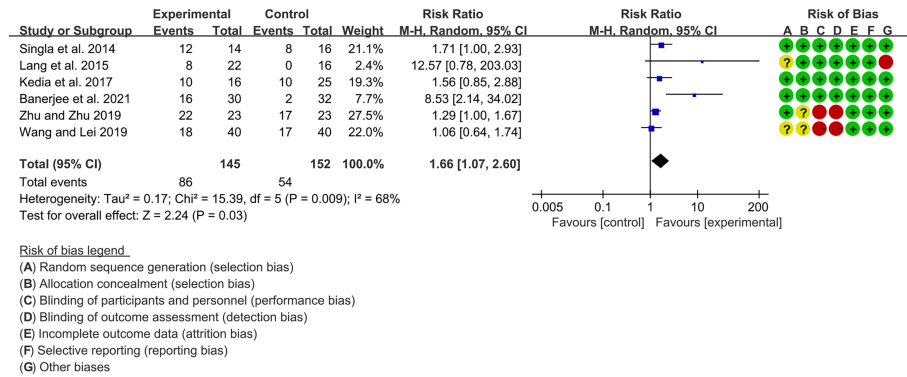 Experimental Control Risk Ratio Risk Ratio Risk of Bias
Study or Subgroup Events Total Events Total Weight M-H, Random, 95% CI M-H, Random, 95% CI A B C D E F G
Singla et al. 2014 12 14 8 16 21.1% 1.71 [1.00, 2.93] + + + + + + +
Lang et al. 2015 8 22 0 16 2.4% 12.57 [0.78, 203.03] ? + + + + +
Kedia et al. 2017 10 16 10 25 19.3% 1.56 [0.85, 2.88] + + + + + + +
Banerjee et al. 2021 16 30 2 32 7.7% 8.53 [2.14, 34.02] + + + + + + +
Zhu and Zhu 2019 22 23 17 23 27.5% 1.29 [1.00, 1.67] + ? + + +
Wang and Lei 2019 18 40 17 40 22.0% 1.06 [0.64, 1.74] ? ? + + +
Total (95% CI) 145 152 100.0% 1.66 [1.07, 2.60]
Total events 86 54
Heterogeneity: Tau² = 0.17; Chi² = 15.39, df = 5 (P = 0.009); I² = 68%
Test for overall effect: Z = 2.24 (P = 0.03)
0.005 0.1 1 10 200
Favours [control] Favours [experimental]
Risk of bias legend
(A) Random sequence generation (selection bias)
(B) Allocation concealment (selection bias)
(C) Blinding of participants and personnel (performance bias)
(D) Blinding of outcome assessment (detection bias)
(E) Incomplete outcome data (attrition bias)
(F) Selective reporting (reporting bias)
(G) Other biases